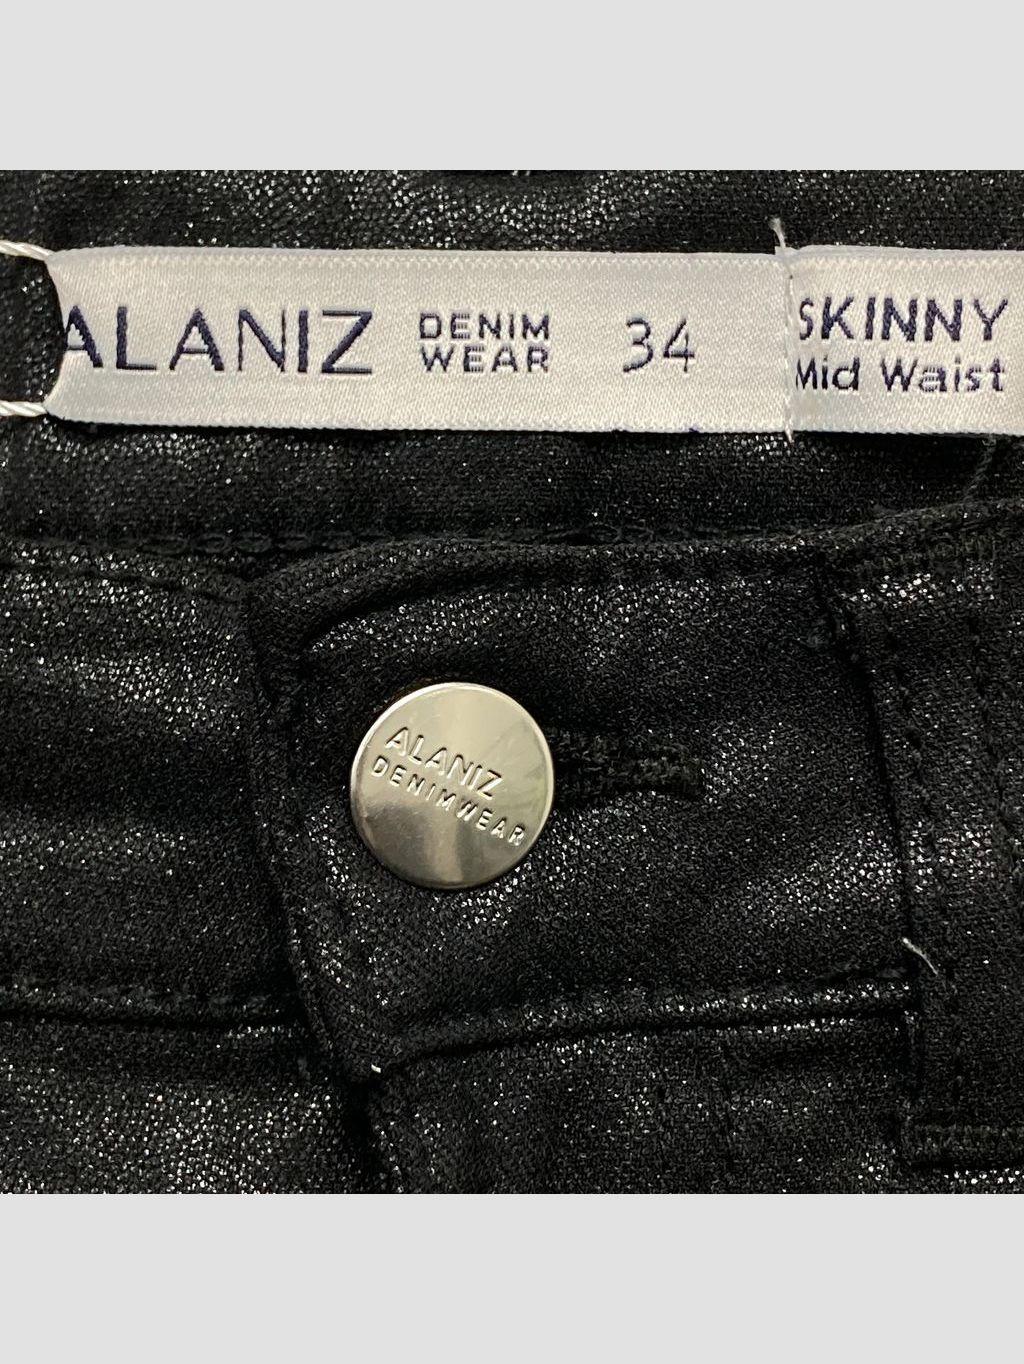 ALANIZ
DENIM
WEAR
34
SKINNY
Mid Waist
ALANIZ
DENIMWEAR